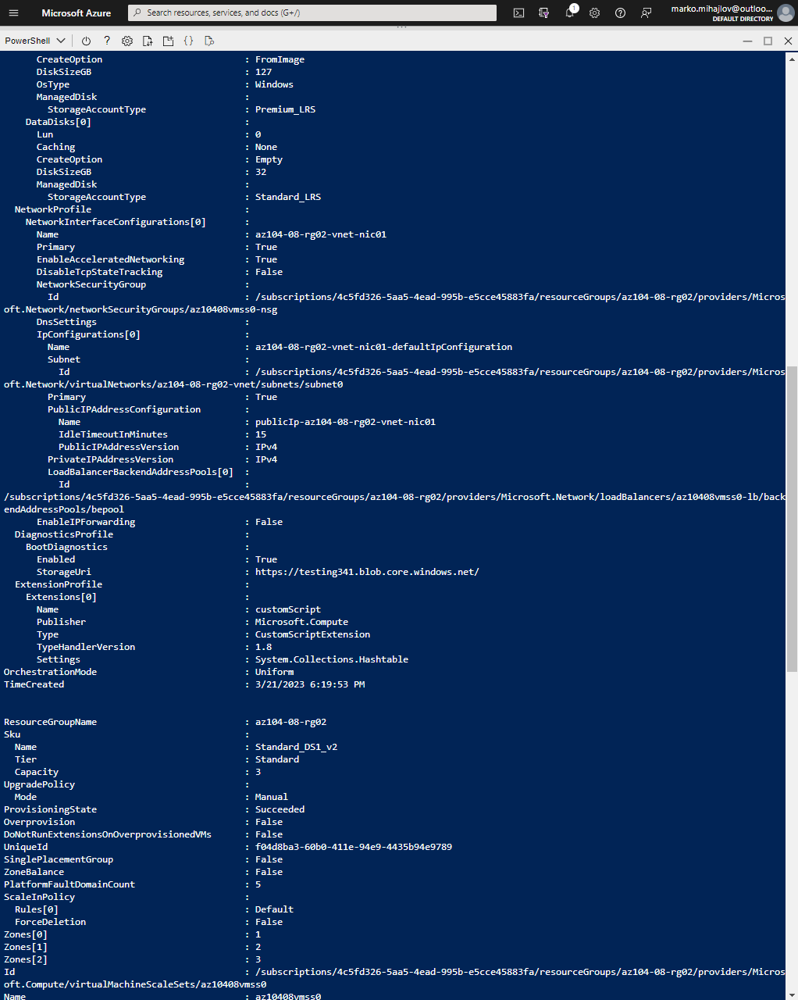 Microsoft Azure
Search resources, services, and docs (G+/)
1
marko.mihajlov@outloo...
DEFAULT DIRECTORY
PowerShell
CreateOption : FromImage
DiskSizeGB : 127
OsType : Windows
ManagedDisk :
StorageAccountType : Premium_LRS
DataDisks[0] :
Lun : 0
Caching : None
CreateOption : Empty
DiskSizeGB : 32
ManagedDisk :
StorageAccountType : Standard_LRS
NetworkProfile :
NetworkInterfaceConfigurations[0] :
Name : az104-08-rg02-vnet-nic01
Primary : True
EnableAcceleratedNetworking : True
DisableTcpStateTracking : False
NetworkSecurityGroup :
Id : /subscriptions/4c5fd326-5aa5-4ead-995b-e5cce45883fa/resourceGroups/az104-08-rg02/providers/Micros
oft.Network/networkSecurityGroups/az10408vmss0-nsg
DnsSettings :
IpConfigurations[0] :
Name : az104-08-rg02-vnet-nic01-defaultIpConfiguration
Subnet :
Id : /subscriptions/4c5fd326-5aa5-4ead-995b-e5cce45883fa/resourceGroups/az104-08-rg02/providers/Micros
oft.Network/virtualNetworks/az104-08-rg02-vnet/subnets/subnet0
Primary : True
PublicIPAddressConfiguration :
Name : publicIp-az104-08-rg02-vnet-nic01
IdleTimeoutInMinutes : 15
PublicIPAddressVersion : IPv4
PrivateIPAddressVersion : IPv4
LoadBalancerBackendAddressPools[0] :
Id :
/subscriptions/4c5fd326-5aa5-4ead-995b-e5cce45883fa/resourceGroups/az104-08-rg02/providers/Microsoft.Network/loadBalancers/az10408vmss0-lb/back
endAddressPools/bepool
EnableIPForwarding : False
DiagnosticsProfile :
BootDiagnostics :
Enabled : True
StorageUri : https://testing341.blob.core.windows.net/
ExtensionProfile :
Extensions[0] :
Name : customScript
Publisher : Microsoft.Compute
Type : CustomScriptExtension
TypeHandlerVersion : 1.8
Settings : System.Collections.Hashtable
OrchestrationMode : Uniform
TimeCreated : 3/21/2023 6:19:53 PM
ResourceGroupName : az104-08-rg02
Sku :
Name : Standard_DS1_v2
Tier : Standard
Capacity : 3
UpgradePolicy :
Mode : Manual
ProvisioningState : Succeeded
Overprovision : False
DoNotRunExtensionsOnOverprovisionedVMs : False
UniqueId : f04d8ba3-60b0-411e-94e9-4435b94e9789
SinglePlacementGroup : False
ZoneBalance : False
PlatformFaultDomainCount : 5
ScaleInPolicy :
Rules[0] : Default
ForceDeletion : False
Zones[0] : 1
Zones[1] : 2
Zones[2] : 3
Id : /subscriptions/4c5fd326-5aa5-4ead-995b-e5cce45883fa/resourceGroups/az104-08-rg02/providers/Micros
oft.Compute/virtualMachineScaleSets/az10408vmss0
Name : az10408vmss0